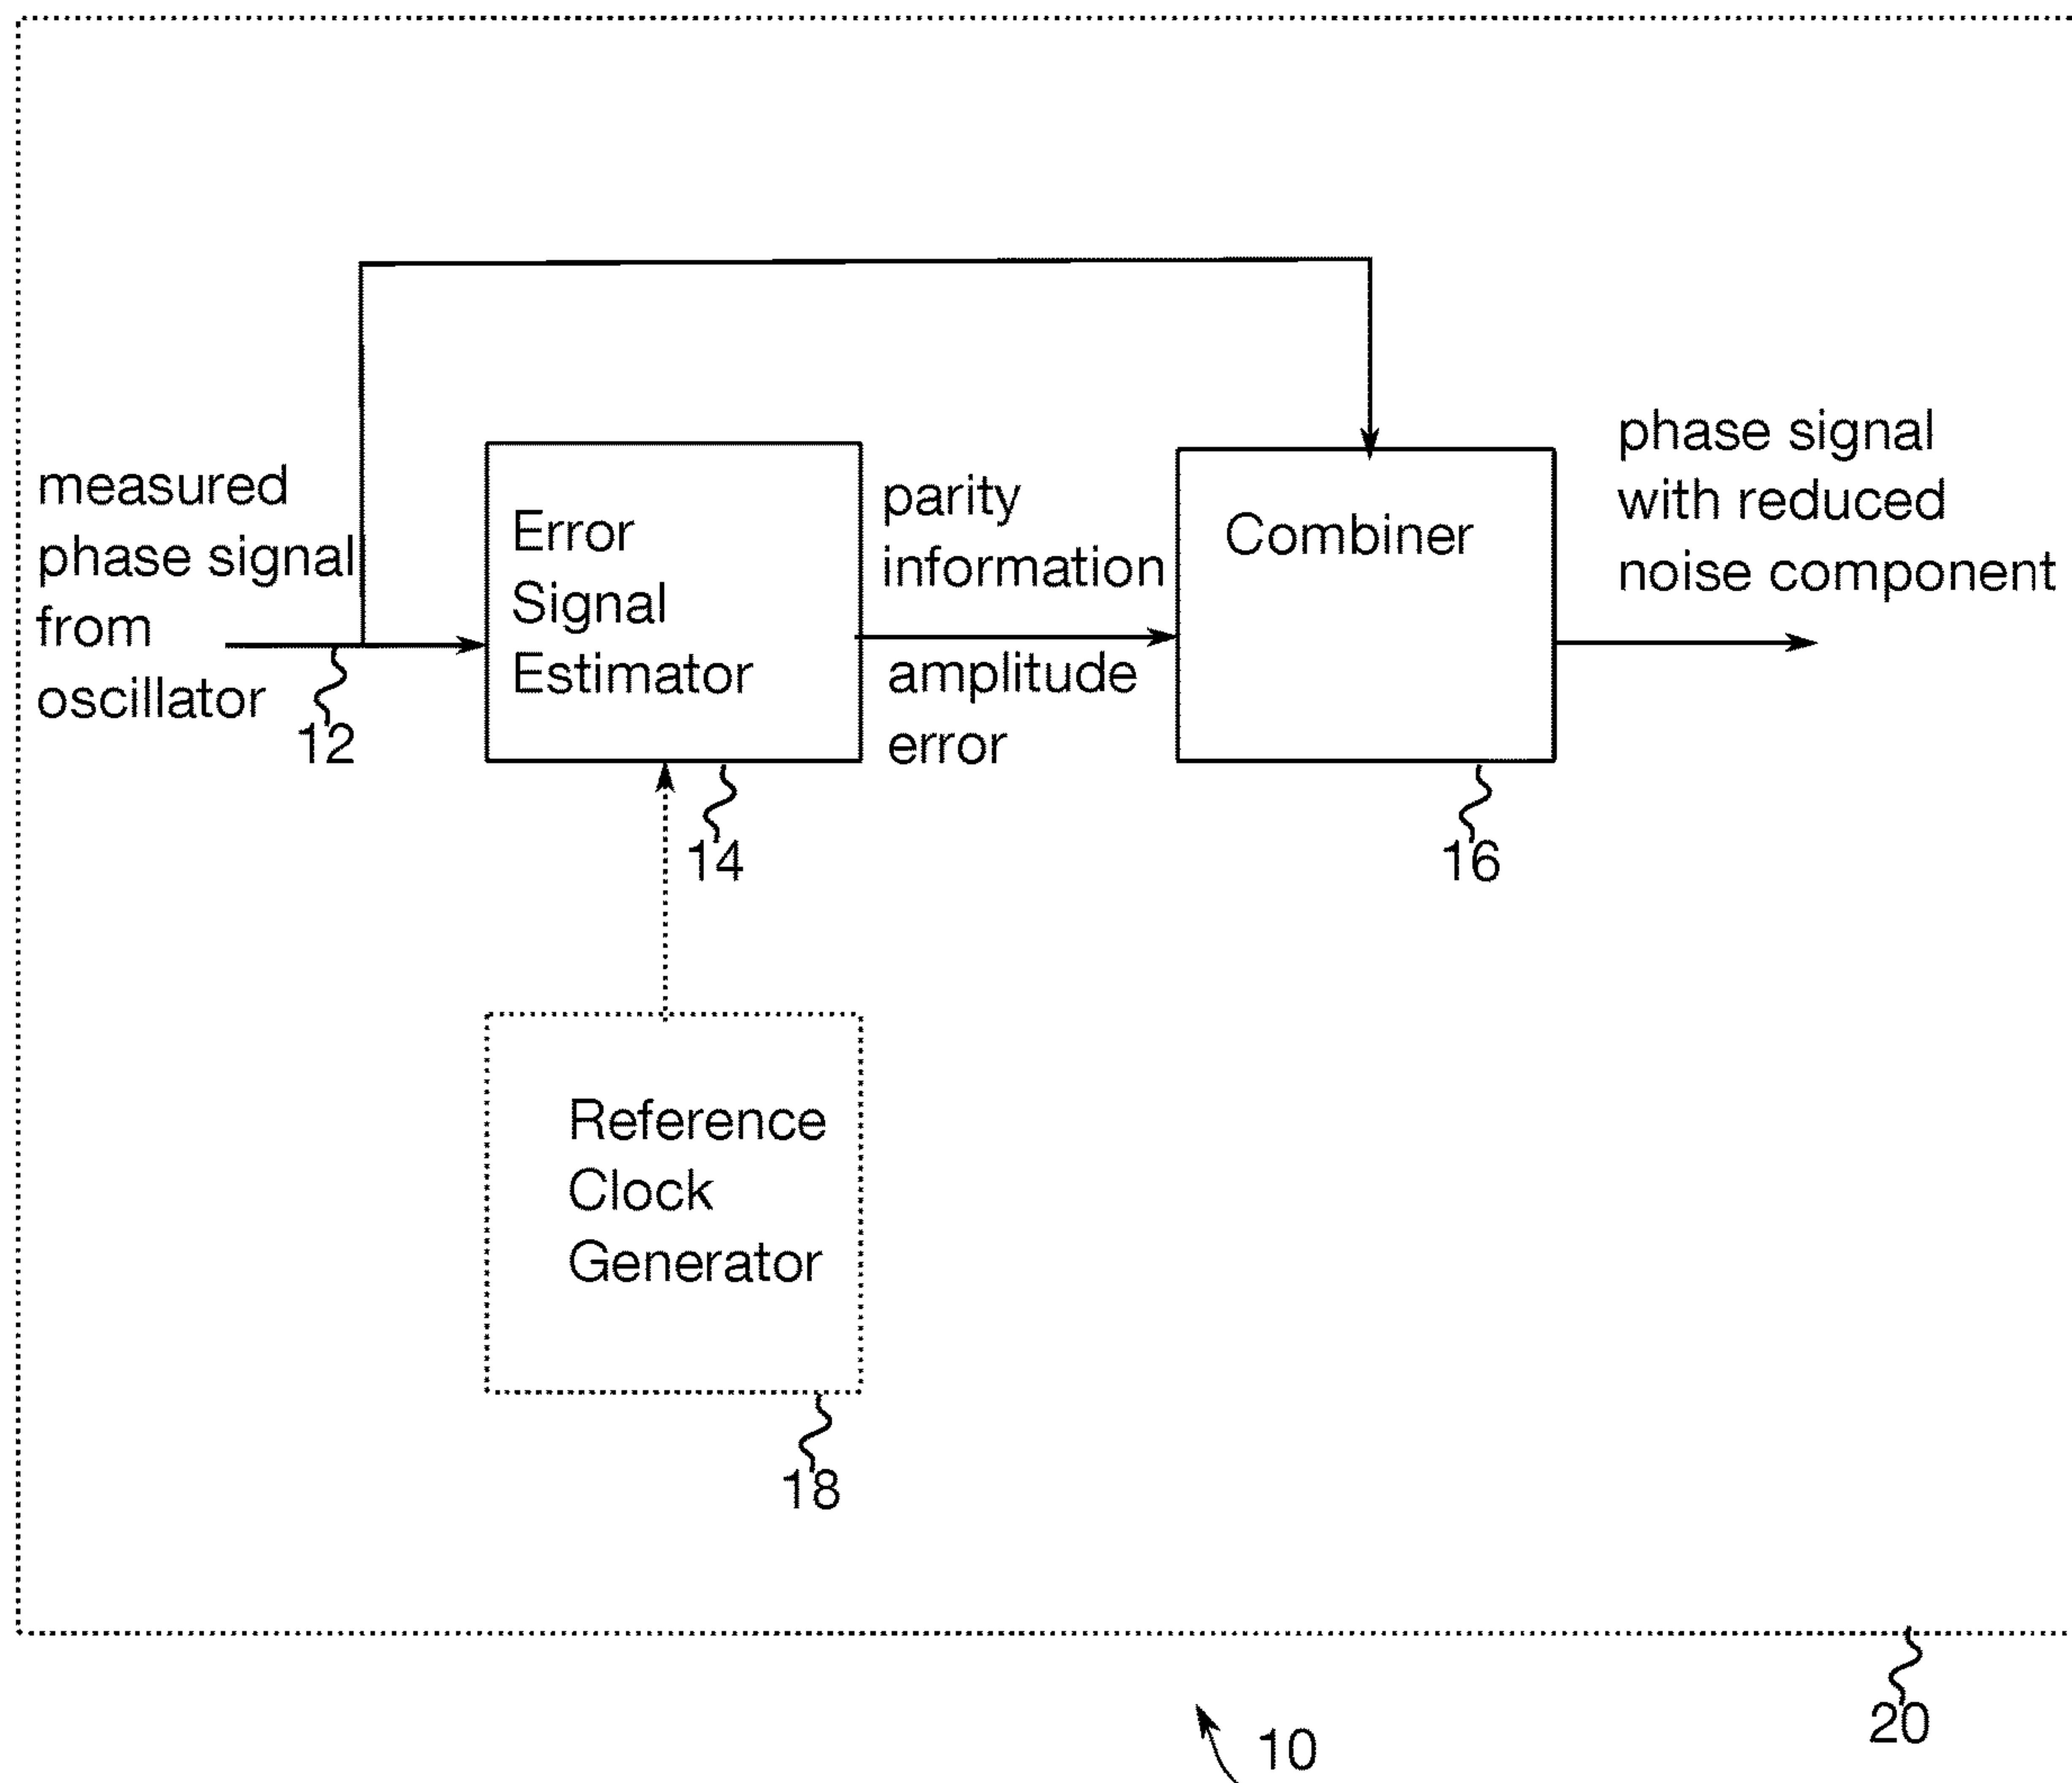 measured
phase signal
from
oscillator
12
Error
Signal
Estimator
14
parity
information
amplitude
error
Combiner
16
phase signal
with reduced
noise component
Reference
Clock
Generator
18
20
10